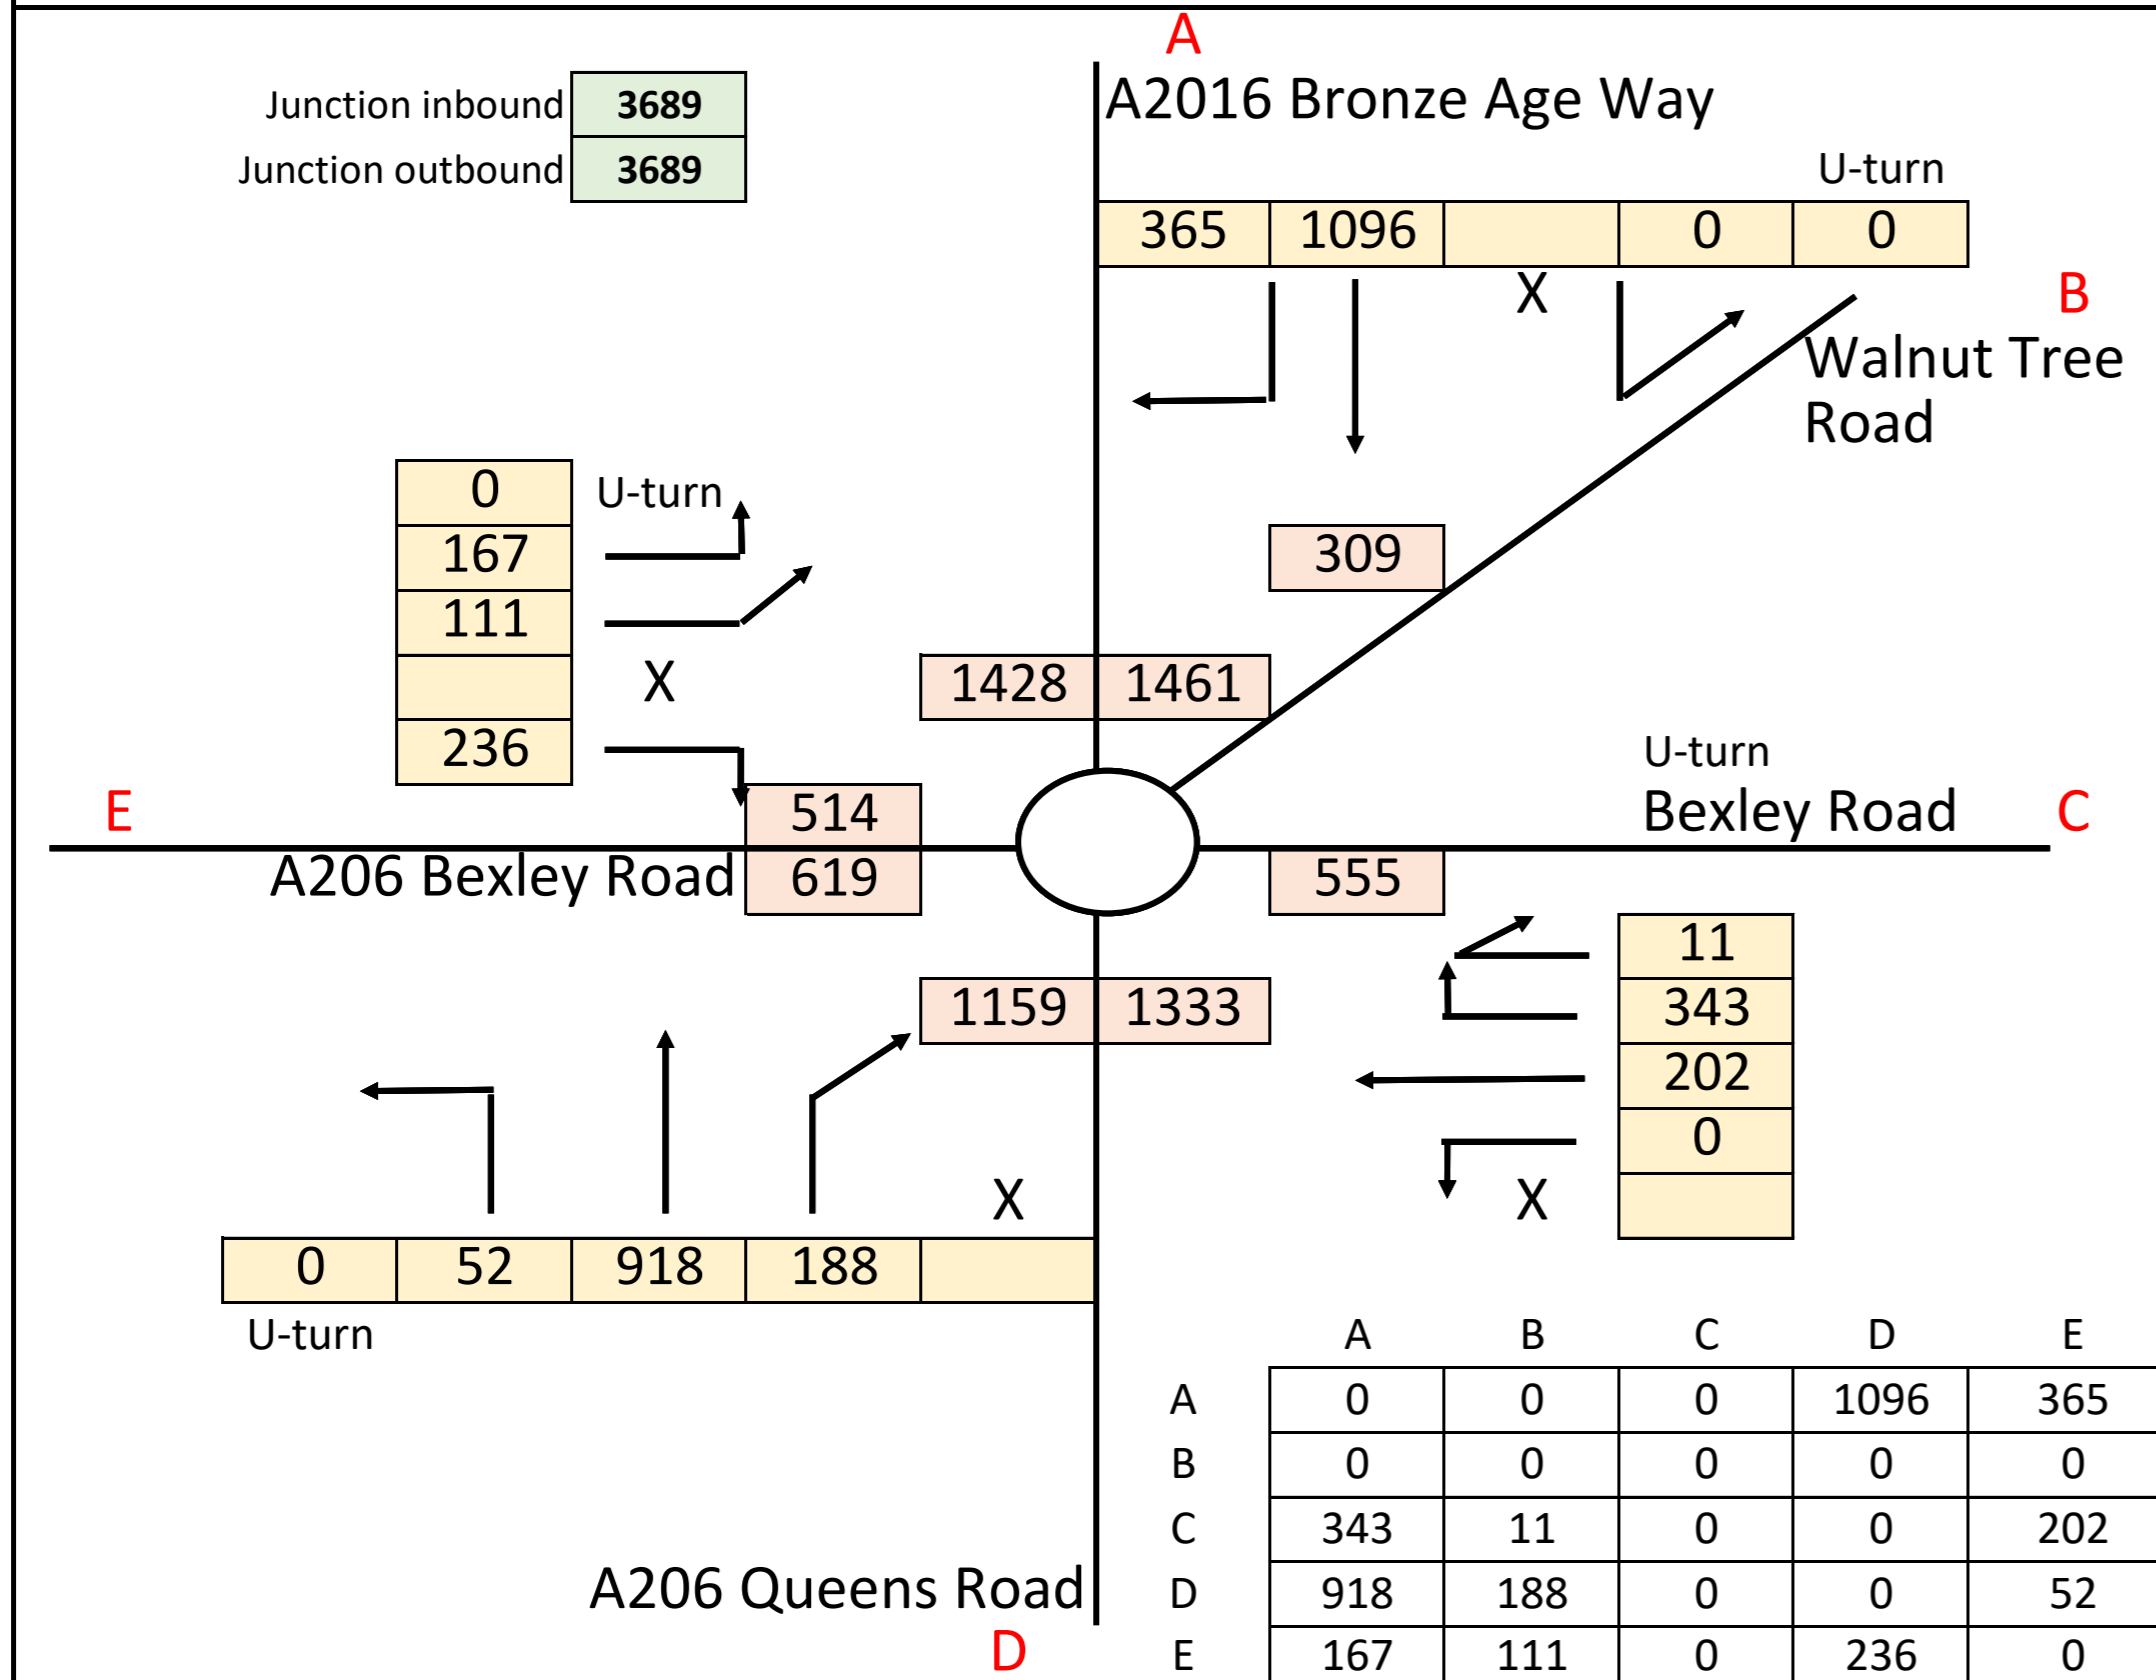 A
Junction inbound 3689
A2016 Bronze Age Way
Junction outbound 3689
U-turn
365 1096 0 0
X
B
Walnut Tree
Road
0 U-turn
167
309
111
X
1428 1461
236
U-turn
E
514
Bexley Road C
A206 Bexley Road 619
555
11
1159 1333
343
202
0
X
X
0 52 918 188
U-turn
A B C D E
A 0 0 0 1096 365
B 0 0 0 0 0
C 343 11 0 0 202
A206 Queens Road
D 918 188 0 0 52
D
E 167 111 0 236 0